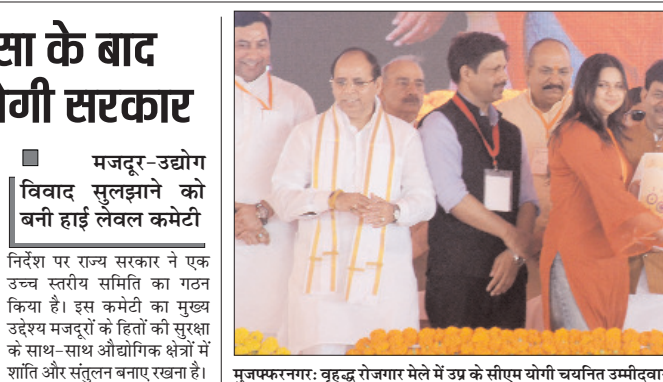 सा के बाद
गी सरकार
मजदूर-उद्योग
विवाद सुलझाने को
बनी हाई लेवल कमेटी
निर्देश पर राज्य सरकार ने एक
उच्च स्तरीय समिति का गठन
किया है। इस कमेटी का मुख्य
उद्देश्य मजदूरों के हितों की सुरक्षा
के साथ-साथ औद्योगिक क्षेत्रों में
शांति और संतुलन बनाए रखना है।
मुजफ्फरनगर: वृहद्ध रोजगार मेले में उप्र के सीएम योगी चयनित उम्मीदवा